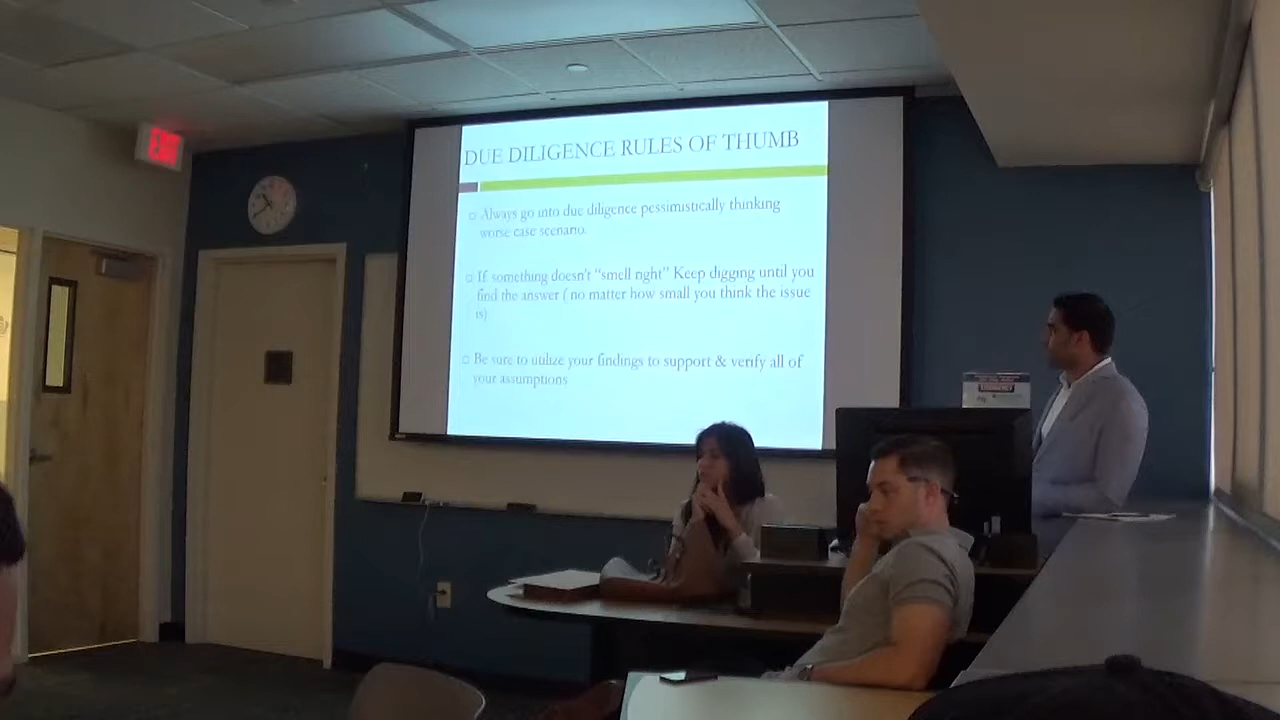 EXIT
DUE DILIGENCE RULES OF THUMB
Always go into due diligence pessimistically thinking
worse case scenario.
If something doesn't "smell right" Keep digging until you
find the answer ( no matter how small you think the issue
is)
Be sure to utilize your findings to support & verify all of
your assumptions